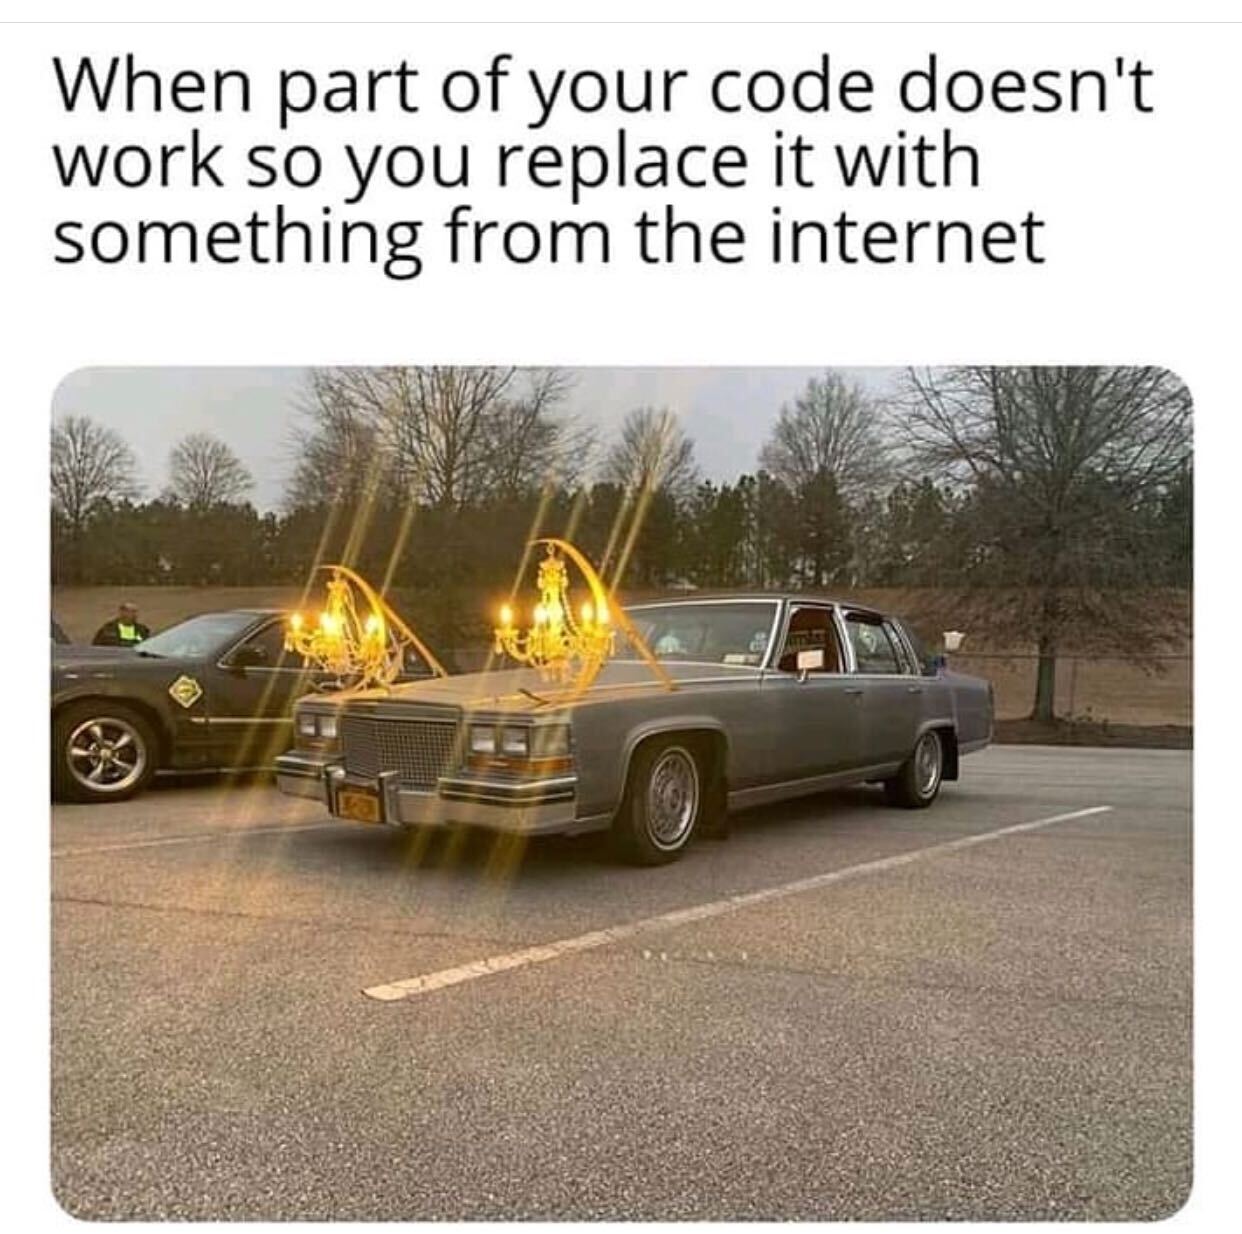 When part of your code doesn't
work so you replace it with
something from the internet